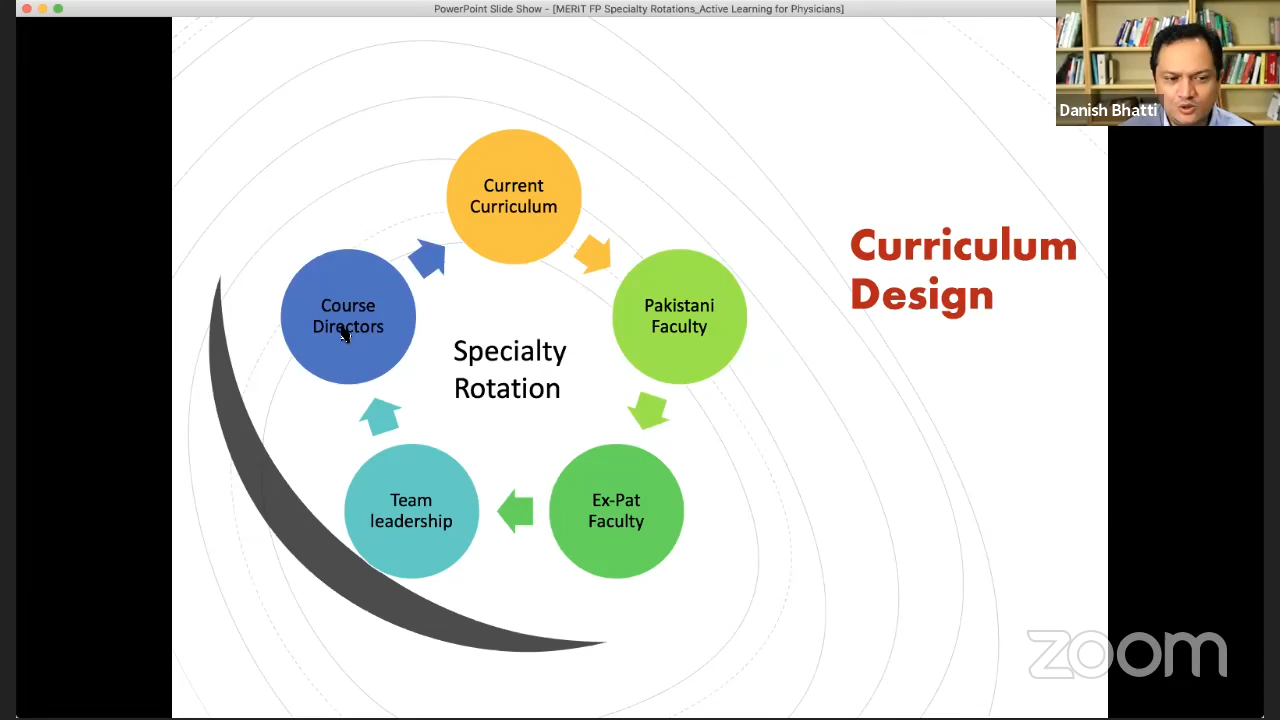 PowerPoint Slide Show - [MERIT FP Specialty Rotations_Active Learning for Physicians]
Danish Bhatti
Curriculum
Design
Current
Curriculum
Pakistani
Faculty
Ex-Pat
Faculty
Team
leadership
Course
Directors
Specialty
Rotation
zoom